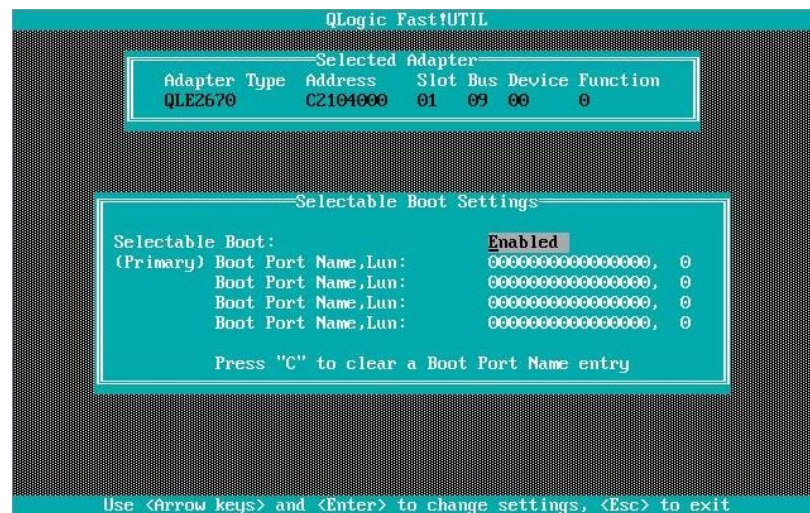 QLogic Fast!UTIL
Selected Adapter
Adapter Type Address Slot Bus Device Function
QLE2670 C2104000 01 09 00 0
Selectable Boot Settings
Selectable Boot: Enabled
(Primary) Boot Port Name,Lun: 0000000000000000, 0
Boot Port Name,Lun: 0000000000000000, 0
Boot Port Name,Lun: 0000000000000000, 0
Boot Port Name,Lun: 0000000000000000, 0
Press "C" to clear a Boot Port Name entry
Use <Arrow keys> and <Enter> to change settings, <Esc> to exit